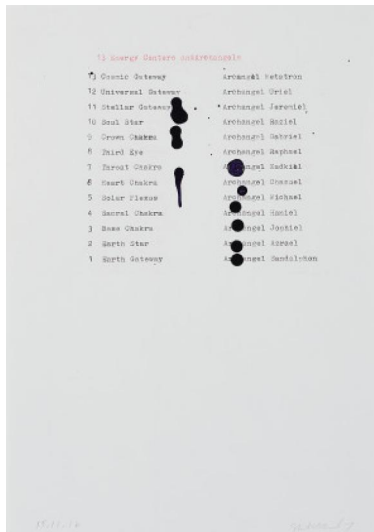 13 Energy Centers and Archangels
13 Cosmic Gateway Archangel Metatron
12 Universal Gateway Archangel Uriel
11 Stellar Gateway Archangel Jeremiel
10 Soul Star Archangel Raziel
9 Crown Chakra Archangel Gabriel
8 Third Eye Archangel Raphael
7 Throat Chakra Archangel Zadkiel
6 Heart Chakra Archangel Chamuel
5 Solar Plexus Archangel Michael
4 Sacral Chakra Archangel Haniel
3 Base Chakra Archangel Jophiel
2 Earth Star Archangel Azrael
1 Earth Gateway Archangel Sandalphon